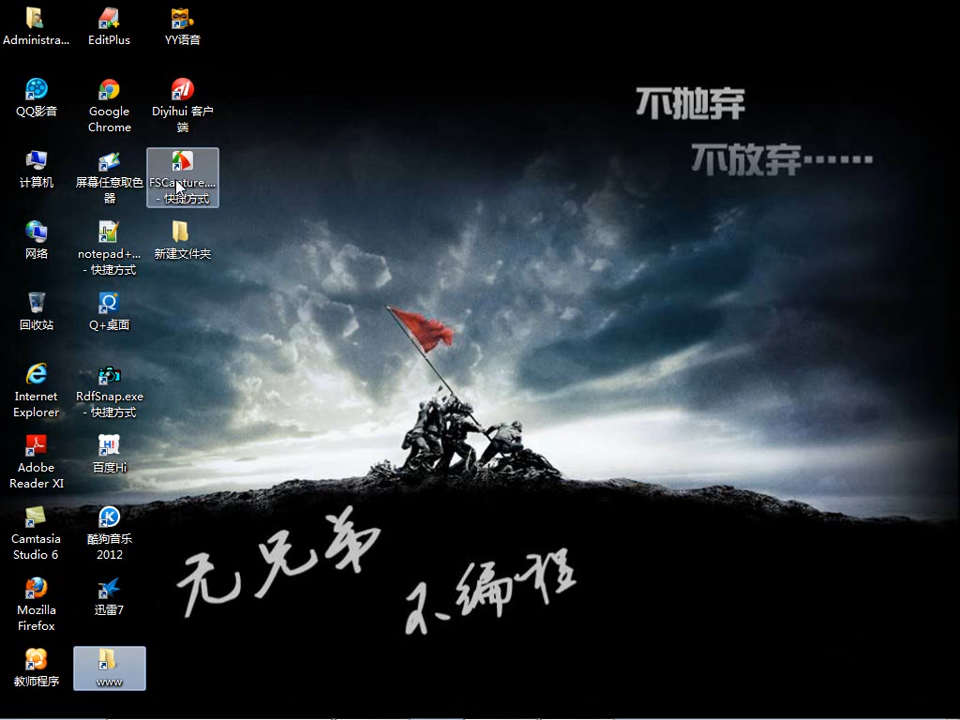 Administra...
EditPlus
YY语音
QQ影音
Google
Chrome
Diyihui 客户
端
计算机
屏幕任意取色
器
FSCapture....
- 快捷方式
网络
notepad+...
- 快捷方式
新建文件夹
回收站
Q+桌面
Internet
Explorer
RdfSnap.exe
- 快捷方式
Adobe
Reader XI
百度Hi
Camtasia
Studio 6
酷狗音乐
2012
Mozilla
Firefox
迅雷7
教师程序
www
不抛弃
不放弃······
无兄弟
不编程